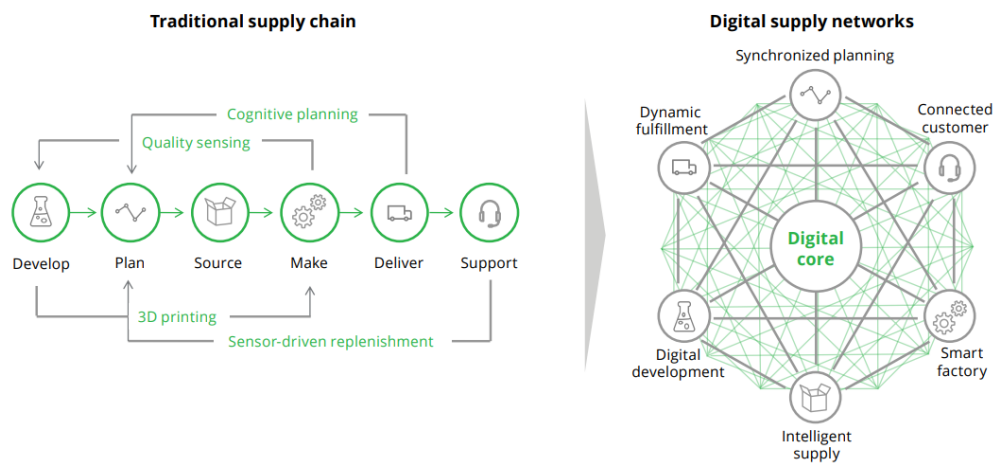 Traditional supply chain
Cognitive planning
Quality sensing
Develop
Plan
Source
Make
Deliver
Support
3D printing
Sensor-driven replenishment
Digital supply networks
Synchronized planning
Dynamic
fulfillment
Connected
customer
Digital
core
Digital
development
Smart
factory
Intelligent
supply